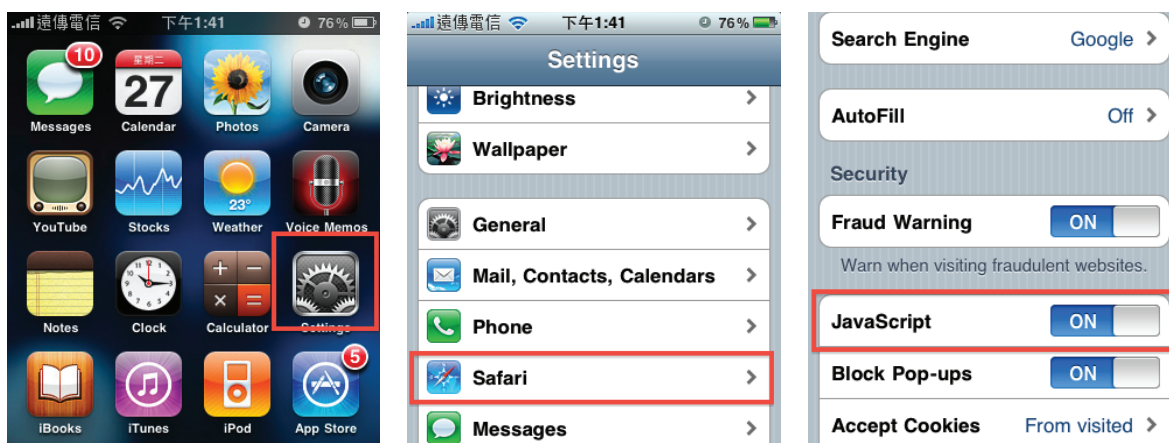 遠傳電信 下午1:41 76%
10
星期二
27
Messages Calendar Photos Camera
23°
YouTube Stocks Weather Voice Memos
Notes Clock Calculator Settings
5
iBooks iTunes iPod App Store
遠傳電信 下午1:41 76%
Settings
Brightness
Wallpaper
General
Mail, Contacts, Calendars
Phone
Safari
Messages
Search Engine Google
AutoFill Off
Security
Fraud Warning ON
Warn when visiting fraudulent websites.
JavaScript ON
Block Pop-ups ON
Accept Cookies From visited